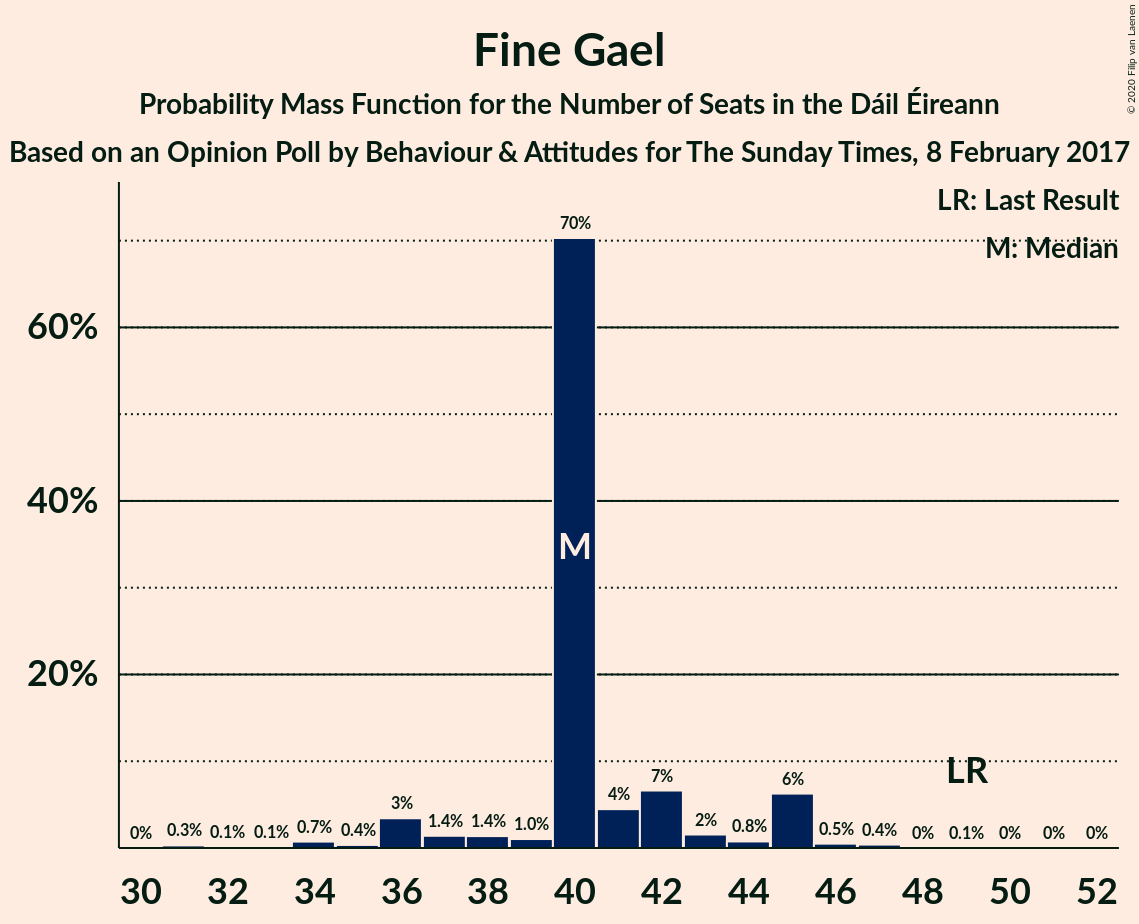 Fine Gael
Probability Mass Function for the Number of Seats in the Dáil Éireann
Based on an Opinion Poll by Behaviour & Attitudes for The Sunday Times, 8 February 2017
© 2020 Filip van Laenen
LR: Last Result
M: Median
60%
40%
20%
0%
0.3%
0.1%
0.1%
0.7%
0.4%
3%
1.4%
1.4%
1.0%
70%
4%
7%
2%
0.8%
6%
0.5%
0.4%
0%
0.1%
0%
0%
0%
M
LR
30 32 34 36 38 40 42 44 46 48 50 52